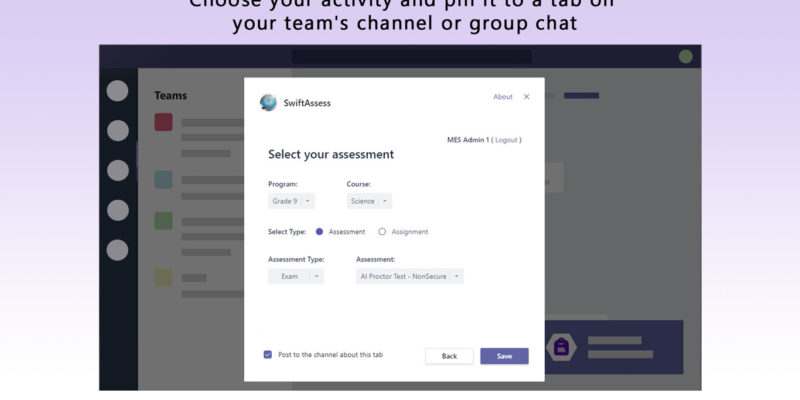 Choose your activity and pin it to a tab on
your team's channel or group chat
Teams
SwiftAssess
About
MES Admin 1 ( Logout )
Select your assessment
Program: Course:
Grade 9 Science
Select Type: Assessment Assignment
Assessment Type: Assessment:
Exam AI Proctor Test - NonSecure
Post to the channel about this tab
Back Save